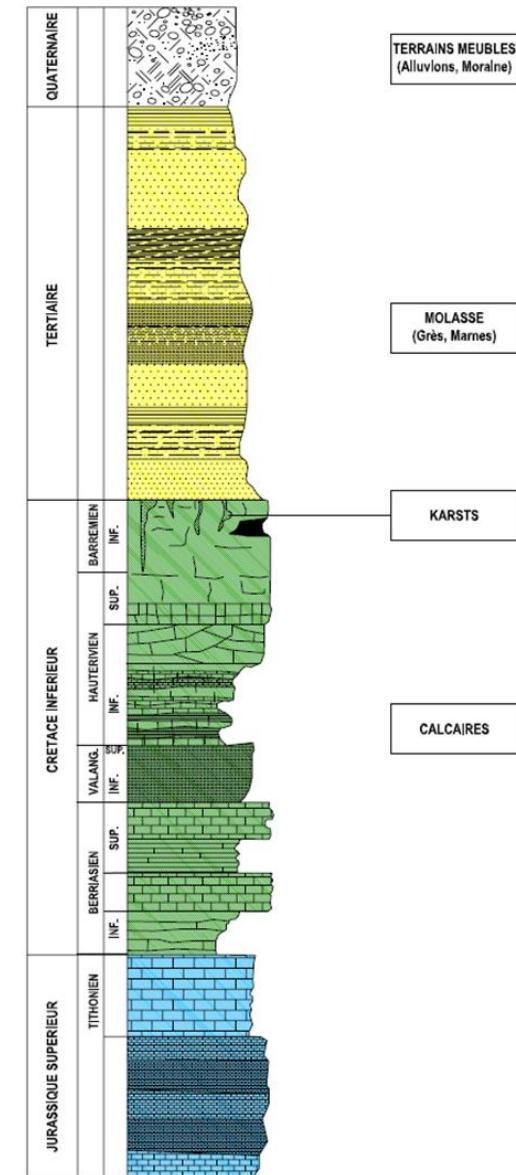 QUATERNAIRE
TERRAINS MEUBLES
(Alluvions, Moraine)
TERTIAIRE
MOLASSE
(Grès, Marnes)
CRETACE INFERIEUR
BARREMIEN
INF.
KARSTS
SUP.
HAUTERIVIEN
INF.
CALCAIRES
VALANG.
SUP.
INF.
BERRIASIEN
SUP.
INF.
JURASSIQUE SUPERIEUR
TITHONIEN